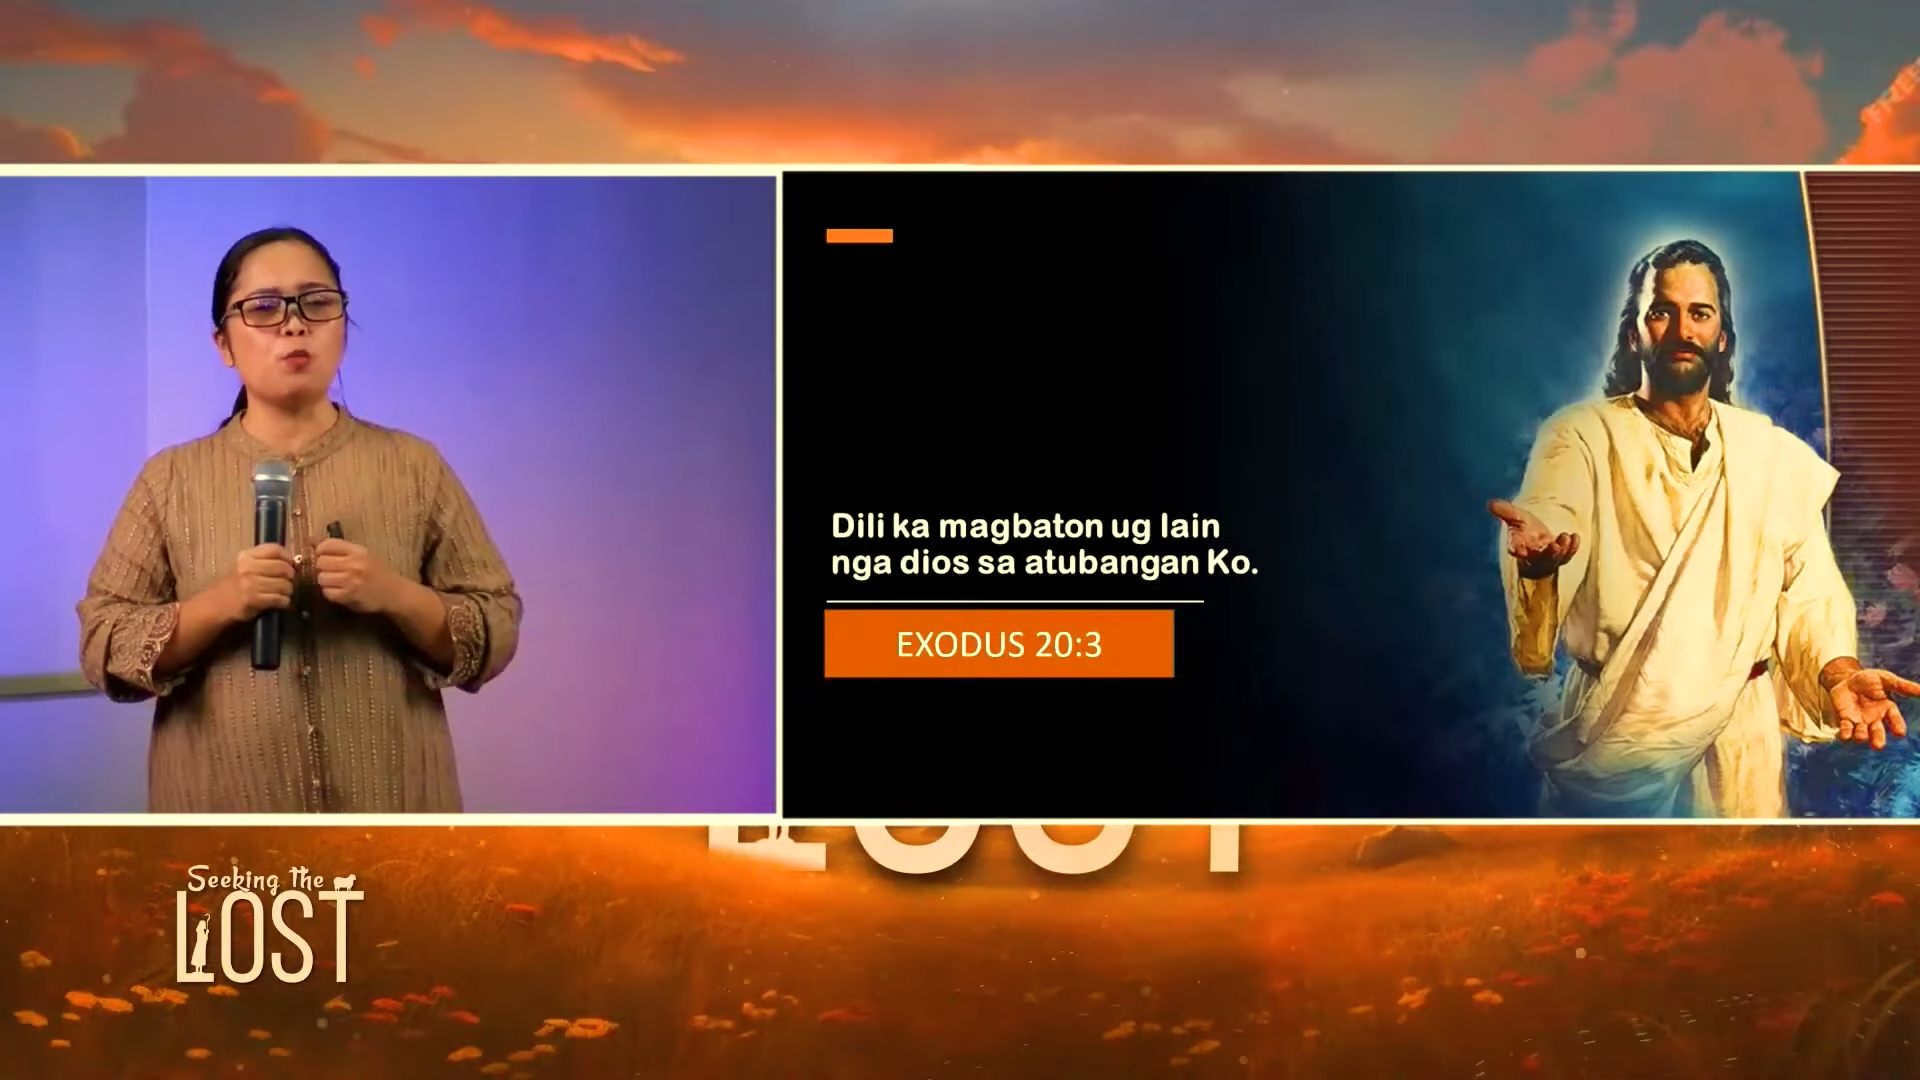 Dili ka magbaton ug lain
nga dios sa atubangan Ko.
EXODUS 20:3
Seeking the
LOST